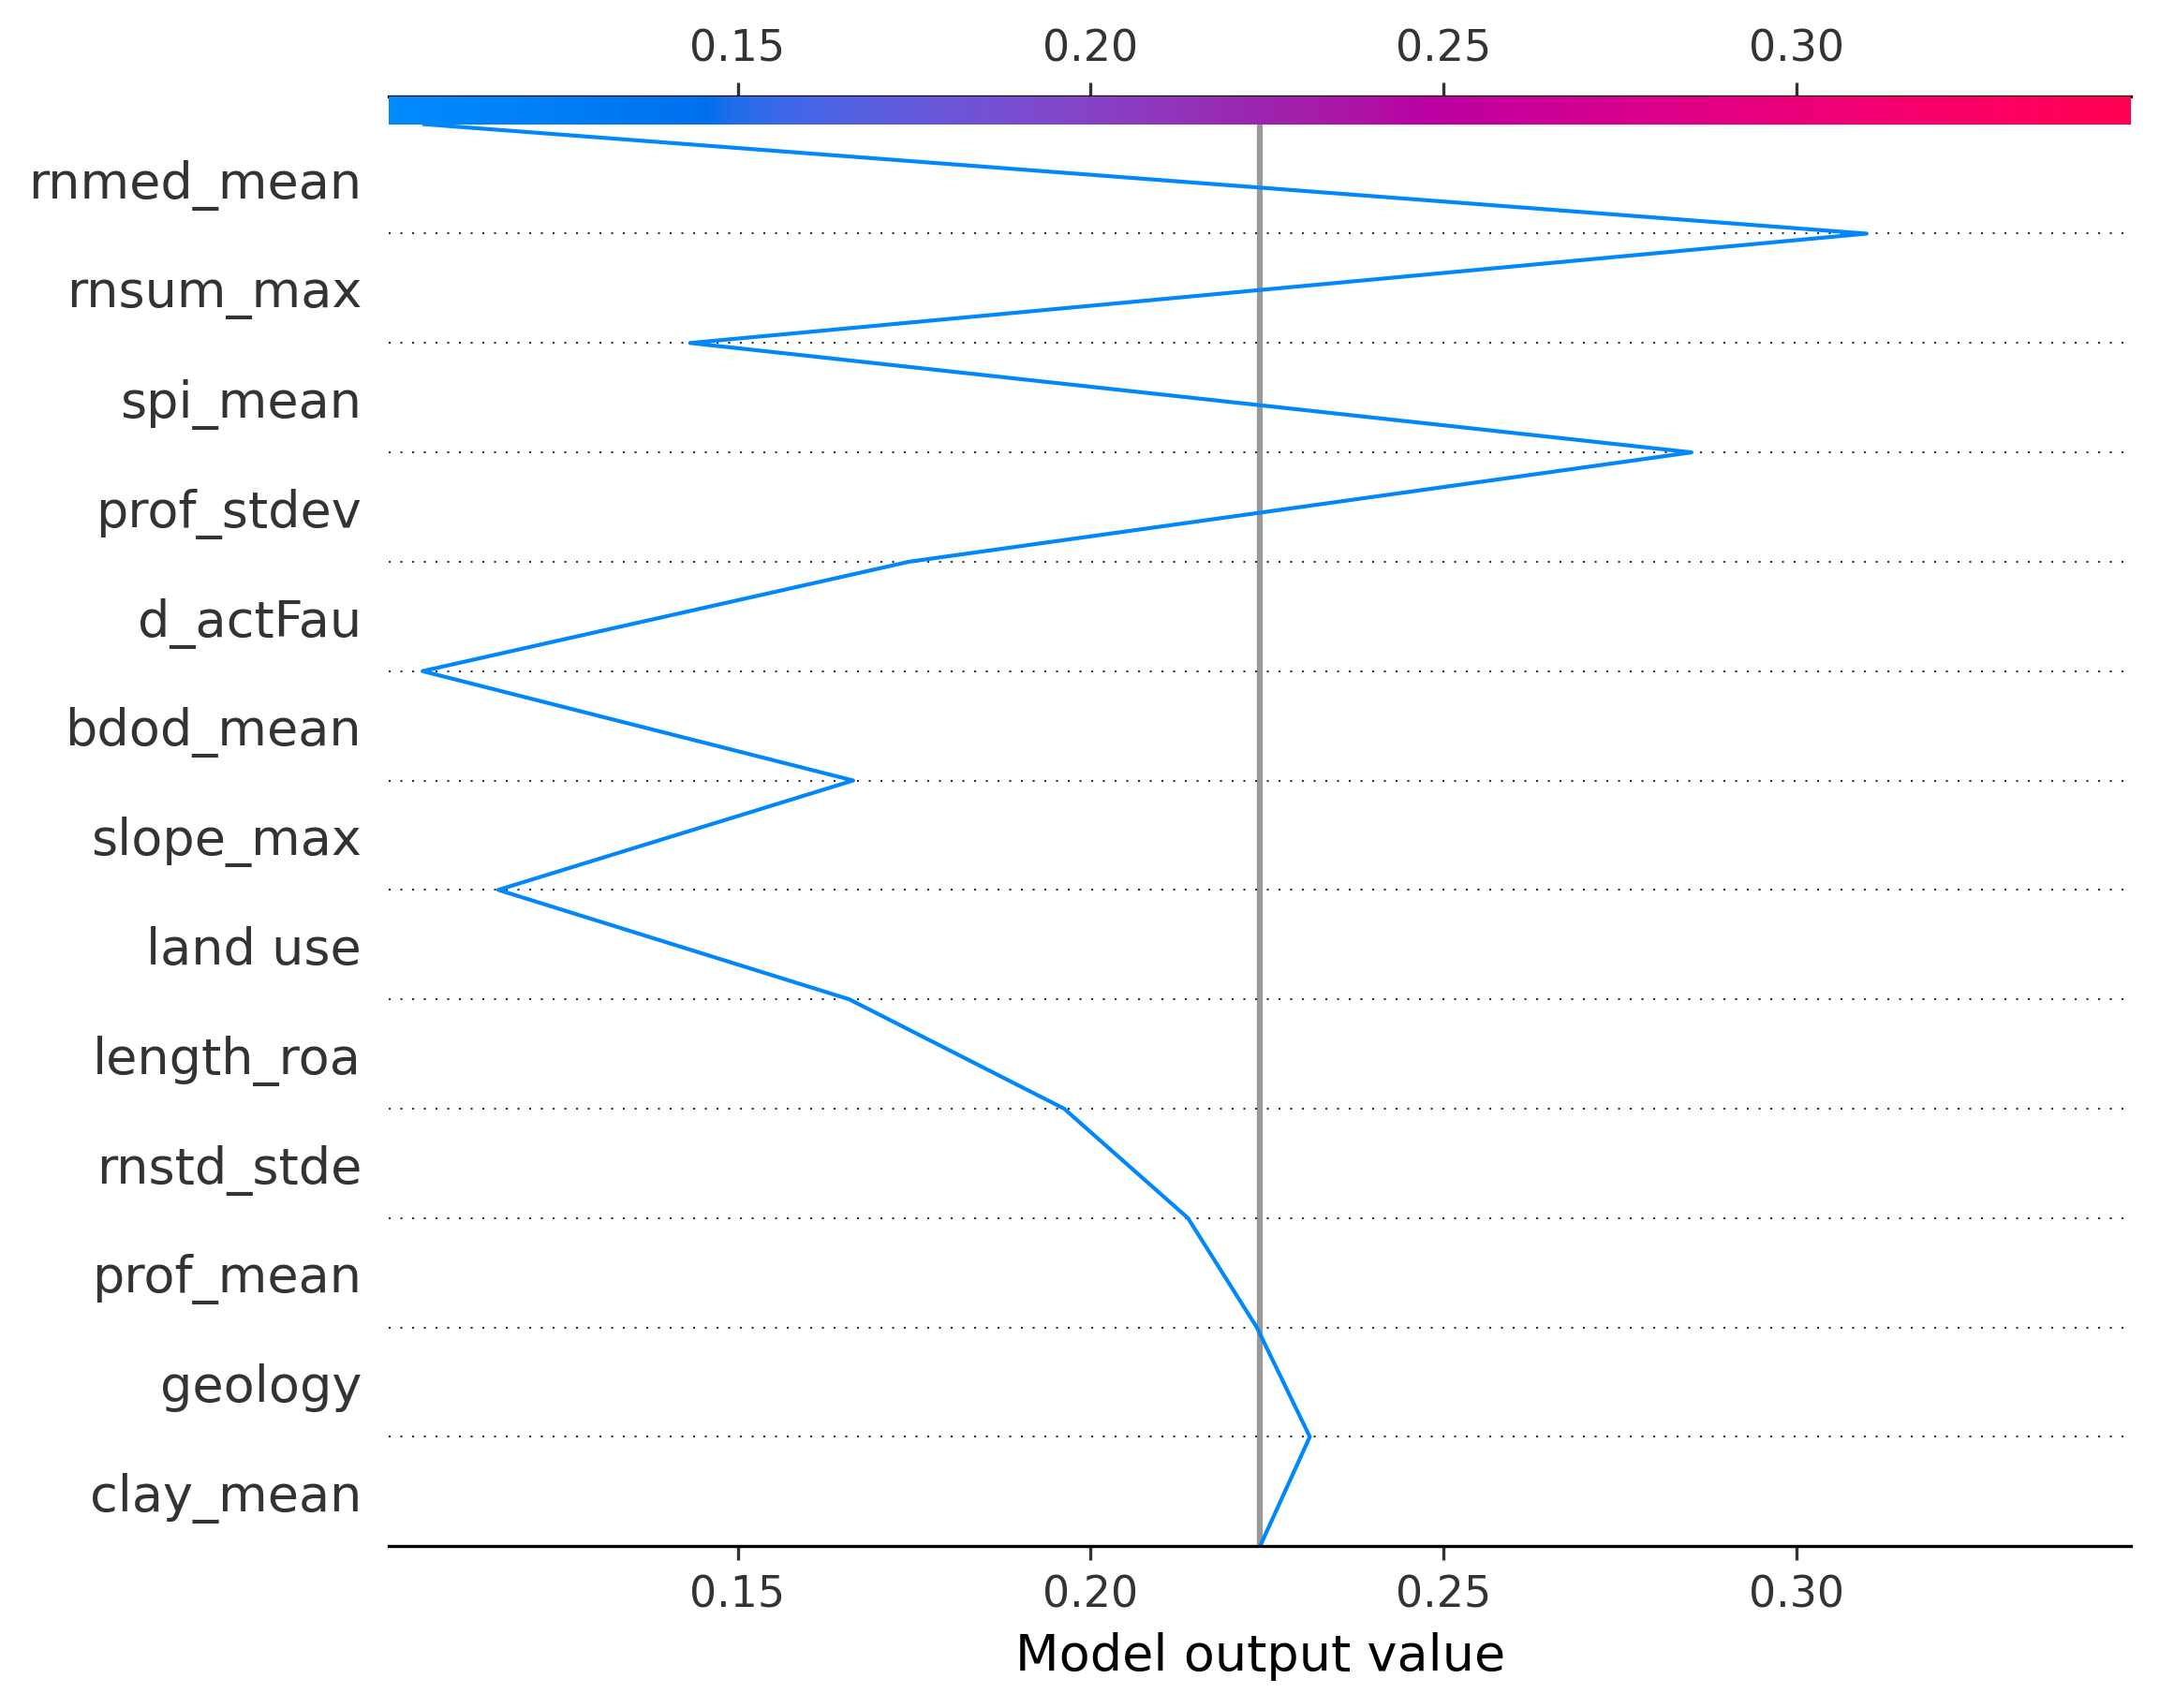 0.15 0.20 0.25 0.30
rnmed_mean
rnsum_max
spi_mean
prof_stdev
d_actFau
bdod_mean
slope_max
land use
length_roa
rnstd_stde
prof_mean
geology
clay_mean
0.15 0.20 0.25 0.30
Model output value